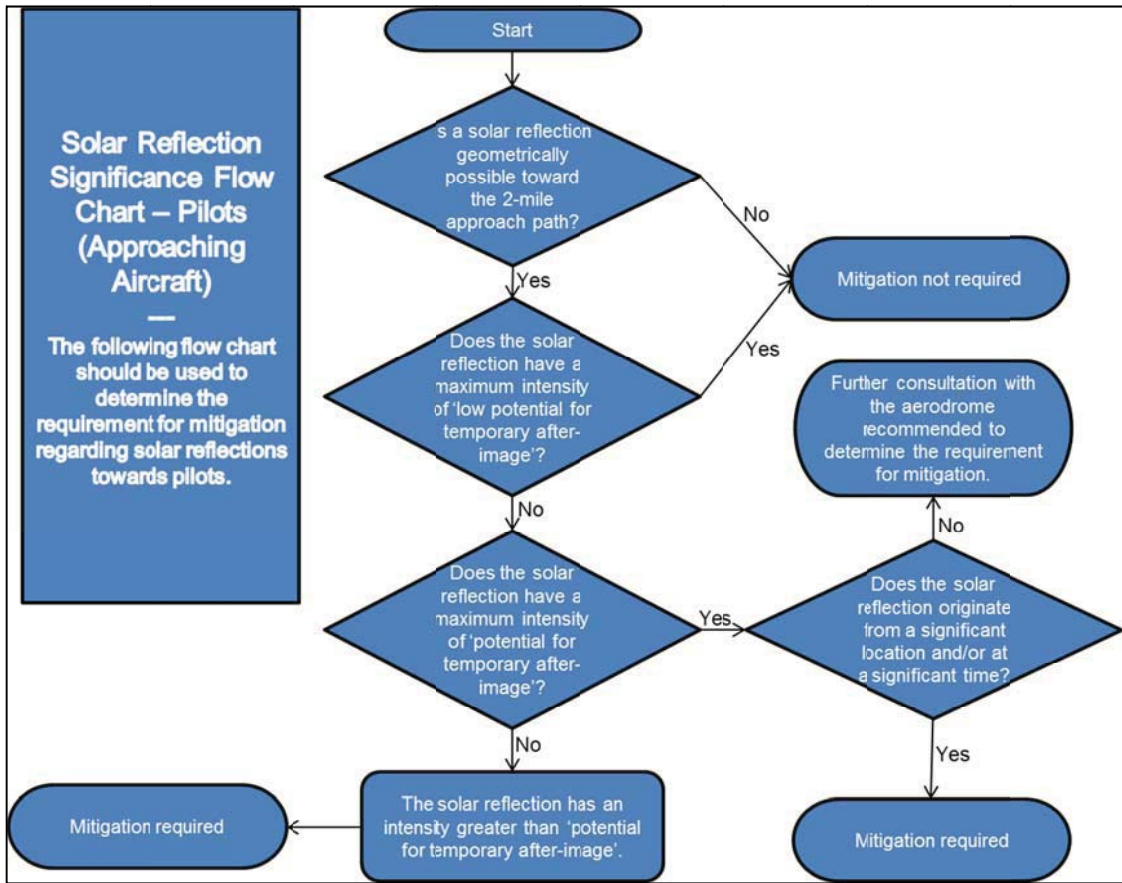 Solar Reflection
Significance Flow
Chart – Pilots
(Approaching
Aircraft)
—
The following flow chart
should be used to
determine the
requirement for mitigation
regarding solar reflections
towards pilots.
Start
s a solar reflection
geometrically
possible toward
the 2-mile
approach path?
No
Yes
Mitigation not required
Does the solar
reflection have a
maximum intensity
of ‘low potential for
temporary after-
image’?
Yes
No
Further consultation with
the aerodrome
recommended to
determine the requirement
for mitigation.
No
Does the solar
reflection have a
maximum intensity
of ‘potential for
temporary after-
image’?
Yes
Does the solar
reflection originate
from a significant
location and/or at
a significant time?
No
Yes
The solar reflection has an
intensity greater than ‘potential
for temporary after-image’.
Mitigation required
Mitigation required